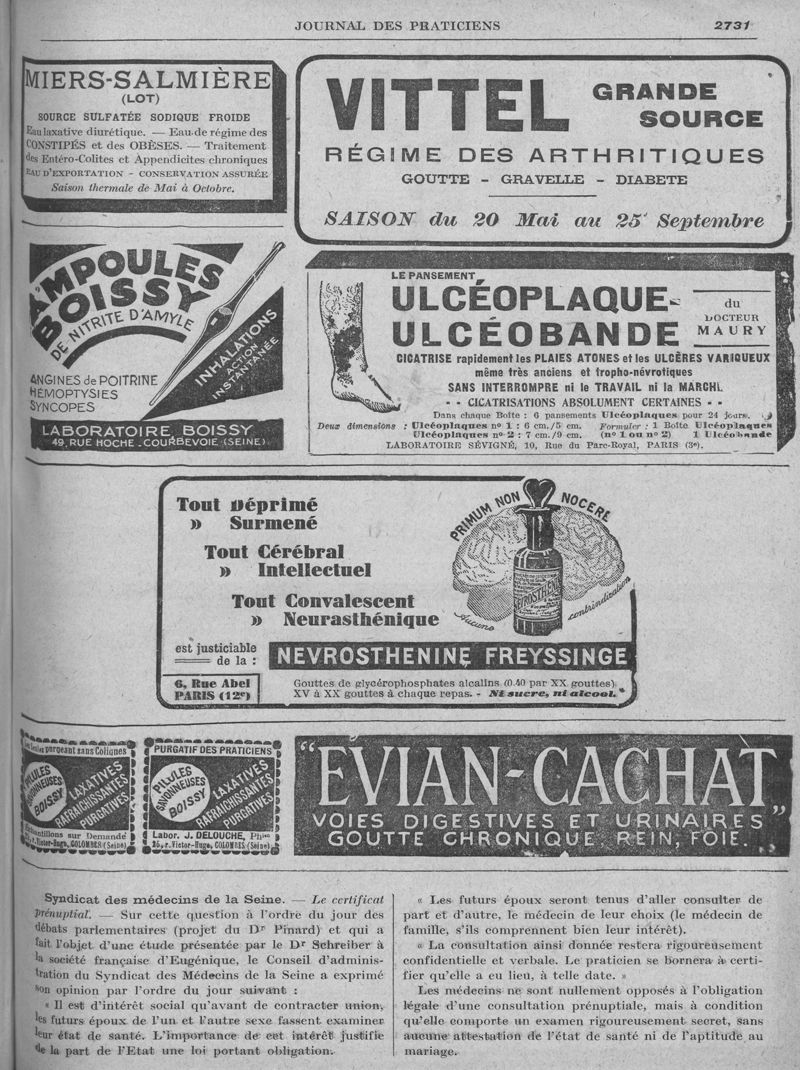 JOURNAL DES PRATICIENS
2731
MIERS-SALMIÈRE
(LOT)
SOURCE SULFATÉE SODIQUE FROIDE
Eau laxative diurétique. — Eau de régime des
CONSTIPÉS et des OBÈSES. — Traitement
des Entéro-Colites et Appendicites chroniques
EAU D'EXPORTATION - CONSERVATION ASSURÉE
Saison thermale de Mai à Octobre.
VITTEL GRANDE
SOURCE
RÉGIME DES ARTHRITIQUES
GOUTTE - GRAVELLE - DIABETE
SAISON du 20 Mai au 25 Septembre
AMPOULES
BOISSY
DE NITRITE D'AMYLE
INHALATIONS
ACTION
INSTANTANÉE
ANGINES de POITRINE
HÉMOPTYSIES
SYNCOPES
LABORATOIRE BOISSY
49, RUE HOCHE. COURBEVOIE, (SEINE)
LE PANSEMENT
ULCÉOPLAQUE-
ULCÉOBANDE
du
DOCTEUR
MAURY
CICATRISE rapidement les PLAIES ATONES et les ULCÈRES VARIQUEUX
même très anciens et tropho-névrotiques
SANS INTERROMPRE ni le TRAVAIL ni la MARCHE
- - CICATRISATIONS ABSOLUMENT CERTAINES - -
Dans chaque Boîte : 6 pansements Ulcéoplaques pour 24 jours.
Deux dimensions : Ulcéoplaques nº 1 : 6 cm./5 cm. Formuler : 1 Boîte Ulcéoplaques
Ulcéoplaques nº 2 : 7 cm./9 cm. (nº 1 ou nº 2) 1 Ulcéobande
LABORATOIRE SÉVIGNÉ, 10, Rue du Parc-Royal, PARIS (3e).
Tout Déprimé
» Surmené
Tout Cérébral
» Intellectuel
Tout Convalescent
» Neurasthénique
PRIMUM NON NOCERE
Aucune contrindication
est justiciable
de la :
NEVROSTHENINE FREYSSINGE
6, Rue Abel
PARIS (12e)
Gouttes de glycérophosphates alcalins (0.40 par XX gouttes).
XV à XX gouttes à chaque repas. - Ni sucre, ni alcool.
purgeant sans Coliques
PILULES
SAVONNEUSES
BOISSY
LAXATIVES
RAFRAICHISSANTES
PURGATIVES
Échantillons sur Demande
r. Victor-Hugo, COLOMBES (Seine)
PURGATIF DES PRATICIENS
PILULES
SAVONNEUSES
BOISSY
LAXATIVES
RAFRAICHISSANTES
PURGATIVES
Labor. J. DELOUCHE, Phien
26, r. Victor-Hugo, COLOMBES (Seine)
"EVIAN-CACHAT"
VOIES DIGESTIVES ET URINAIRES
GOUTTE CHRONIQUE REIN, FOIE.
Syndicat des médecins de la Seine. — Le certificat
prénuptial. — Sur cette question à l'ordre du jour des
débats parlementaires (projet du Dr Pinard) et qui a
fait l'objet d'une étude présentée par le Dr Schreiber à
la société française d'Eugénique, le Conseil d'adminis-
tration du Syndicat des Médecins de la Seine a exprimé
son opinion par l'ordre du jour suivant :
« Il est d'intérêt social qu'avant de contracter union,
les futurs époux de l'un et l'autre sexe fassent examiner
leur état de santé. L'importance de cet intérêt justifie
de la part de l'Etat une loi portant obligation.
« Les futurs époux seront tenus d'aller consulter de
part et d'autre, le médecin de leur choix (le médecin de
famille, s'ils comprennent bien leur intérêt).
« La consultation ainsi donnée restera rigoureusement
confidentielle et verbale. Le praticien se bornera à certi-
fier qu'elle a eu lieu, à telle date. »
Les médecins ne sont nullement opposés à l'obligation
légale d'une consultation prénuptiale, mais à condition
qu'elle comporte un examen rigoureusement secret, sans
aucune attestation de l'état de santé ni de l'aptitude au
mariage.